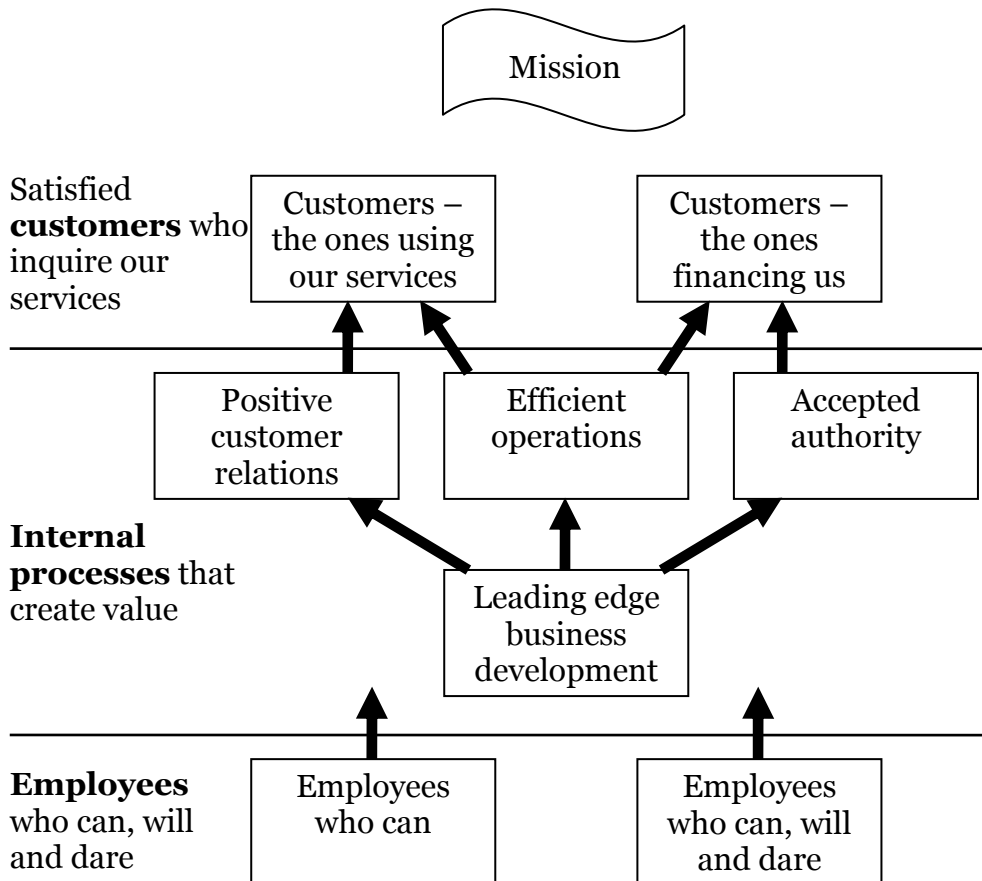 Mission
Satisfied
customers who
inquire our
services
Customers –
the ones using
our services
Customers –
the ones
financing us
Positive
customer
relations
Efficient
operations
Accepted
authority
Internal
processes that
create value
Leading edge
business
development
Employees
who can, will
and dare
Employees
who can
Employees
who can, will
and dare